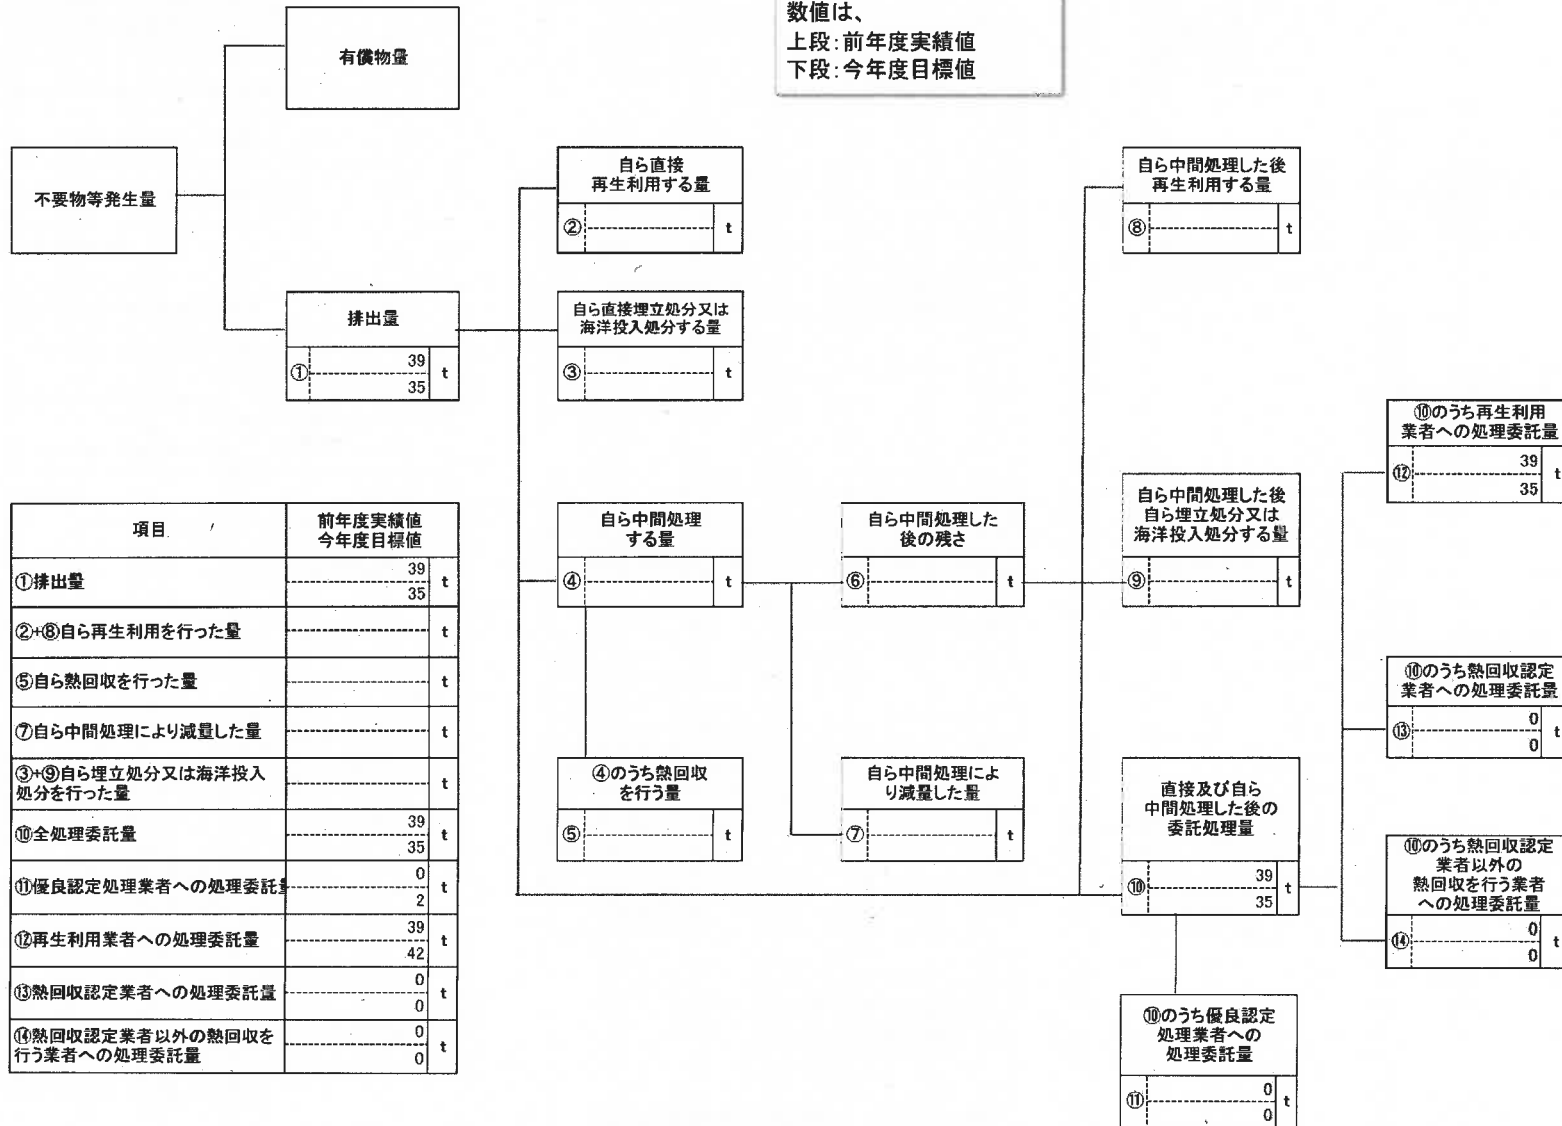 数値は、
上段:前年度実績値
下段:今年度目標値
有償物量
不要物等発生量
排出量
① 39 t
35
自ら直接
再生利用する量
② t
自ら直接埋立処分又は
海洋投入処分する量
③ t
自ら中間処理
する量
④ t
④のうち熱回収
を行う量
⑤ t
自ら中間処理した
後の残さ
⑥ t
自ら中間処理によ
り減量した量
⑦ t
自ら中間処理した後
再生利用する量
⑧ t
自ら中間処理した後
自ら埋立処分又は
海洋投入処分する量
⑨ t
直接及び自ら
中間処理した後の
委託処理量
⑩ 39 t
35
⑩のうち優良認定
処理業者への
処理委託量
⑪ 0 t
0
⑩のうち再生利用
業者への処理委託量
⑫ 39 t
35
⑩のうち熱回収認定
業者への処理委託量
⑬ 0 t
0
⑩のうち熱回収認定
業者以外の
熱回収を行う業者
への処理委託量
⑭ 0 t
0
項目 前年度実績値
今年度目標値
①排出量 39 t
35
②+⑧自ら再生利用を行った量 t
⑤自ら熱回収を行った量 t
⑦自ら中間処理により減量した量 t
③+⑨自ら埋立処分又は海洋投入
処分を行った量 t
⑩全処理委託量 39 t
35
⑪優良認定処理業者への処理委託 0 t
2
⑫再生利用業者への処理委託量 39 t
42
⑬熱回収認定業者への処理委託量 0 t
0
⑭熱回収認定業者以外の熱回収を 0 t
行う業者への処理委託量 0